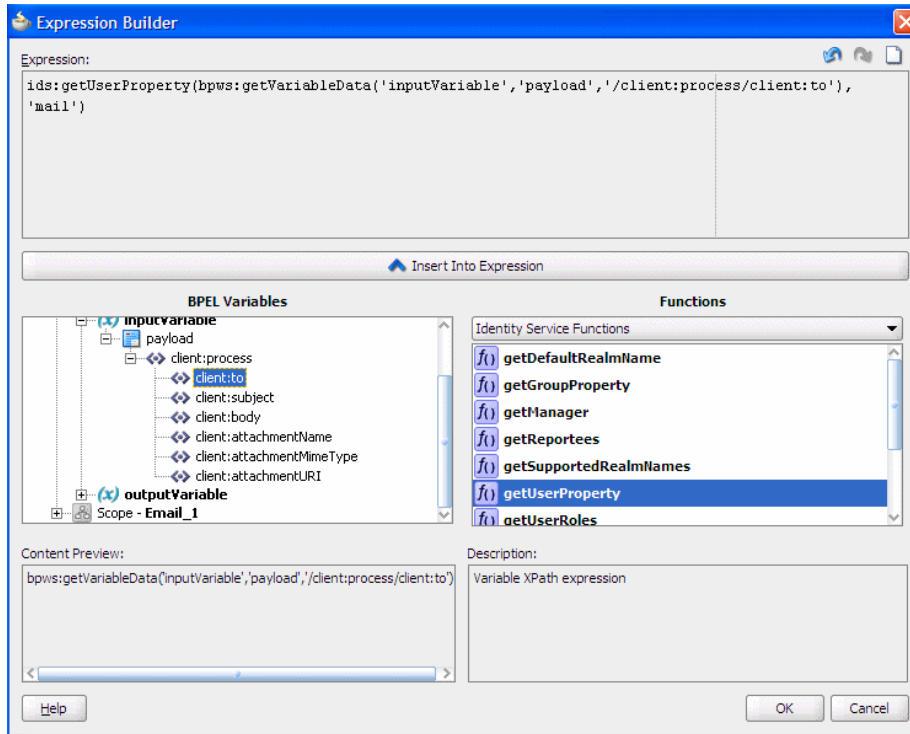 Expression Builder
Expression:
ids:getUserProperty(bpws:getVariableData('inputVariable','payload','/client:process/client:to'),
'mail')
Insert Into Expression
BPEL Variables
inputVariable
payload
client:process
client:to
client:subject
client:body
client:attachmentName
client:attachmentMimeType
client:attachmentURI
(x) outputVariable
Scope - Email_1
Functions
Identity Service Functions
f() getDefaultRealmName
f() getGroupProperty
f() getManager
f() getReportees
f() getSupportedRealmNames
f() getUserProperty
f() getUserRoles
Content Preview:
bpws:getVariableData('inputVariable','payload','/client:process/client:to')
Description:
Variable XPath expression
Help
OK
Cancel